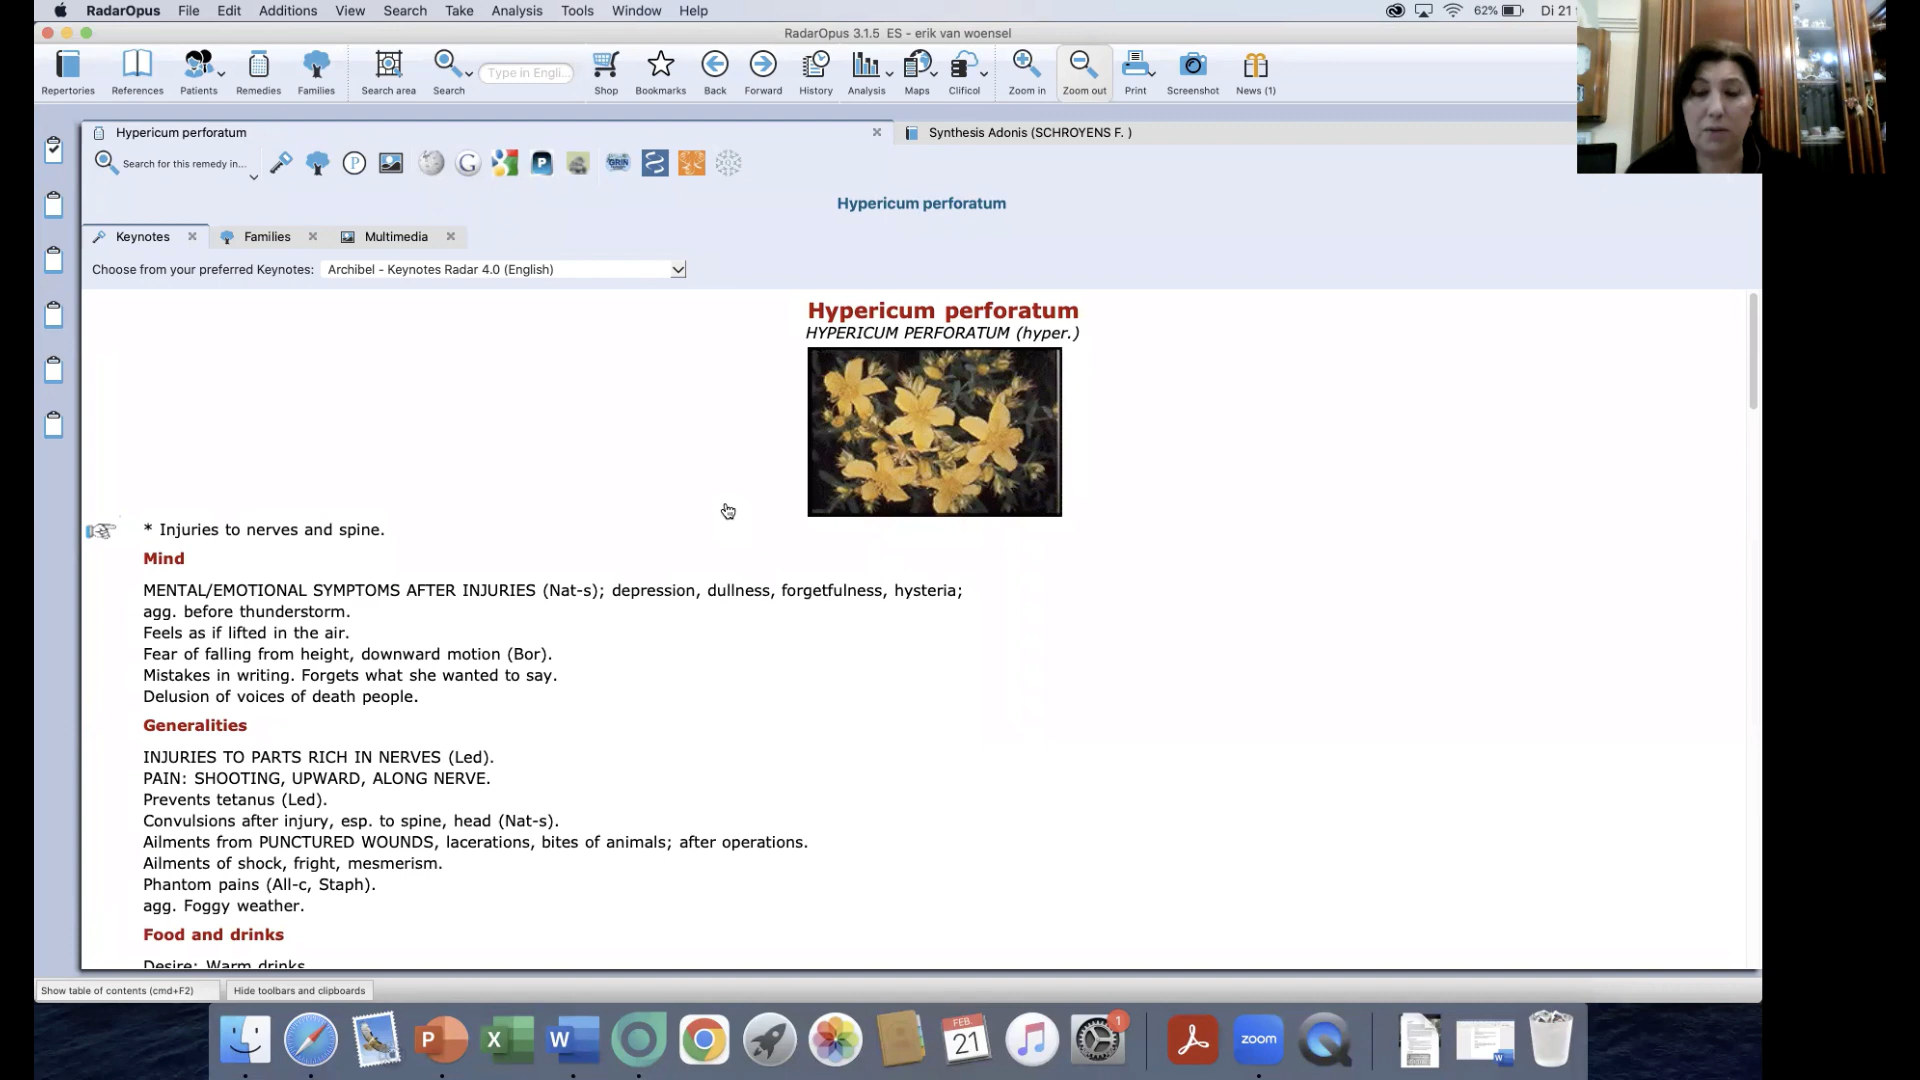 RadarOpus File Edit Additions View Search Take Analysis Tools Window Help 62% Di 21
RadarOpus 3.1.5 ES - erik van woensel
Type in Engli...
Repertories References Patients Remedies Families Search area Search Shop Bookmarks Back Forward History Analysis Maps Clificol Zoom in Zoom out Print Screenshot News (1)
Hypericum perforatum Synthesis Adonis (SCHROYENS F. )
Search for this remedy in... P G P GRIN
Hypericum perforatum
Keynotes Families Multimedia
Choose from your preferred Keynotes: Archibel - Keynotes Radar 4.0 (English)
Hypericum perforatum
HYPERICUM PERFORATUM (hyper.)
* Injuries to nerves and spine.
Mind
MENTAL/EMOTIONAL SYMPTOMS AFTER INJURIES (Nat-s); depression, dullness, forgetfulness, hysteria;
agg. before thunderstorm.
Feels as if lifted in the air.
Fear of falling from height, downward motion (Bor).
Mistakes in writing. Forgets what she wanted to say.
Delusion of voices of death people.
Generalities
INJURIES TO PARTS RICH IN NERVES (Led).
PAIN: SHOOTING, UPWARD, ALONG NERVE.
Prevents tetanus (Led).
Convulsions after injury, esp. to spine, head (Nat-s).
Ailments from PUNCTURED WOUNDS, lacerations, bites of animals; after operations.
Ailments of shock, fright, mesmerism.
Phantom pains (All-c, Staph).
agg. Foggy weather.
Food and drinks
Desire: Warm drinks
Show table of contents (cmd+F2) Hide toolbars and clipboards
P X W FEB. 21 1 zoom W